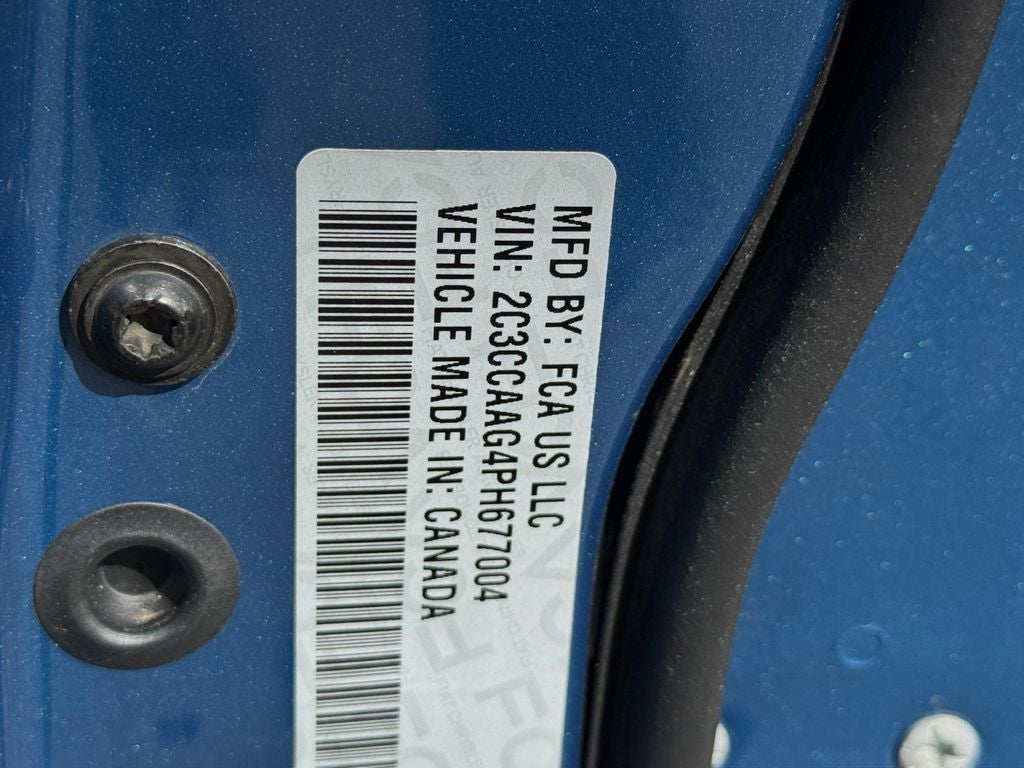 MFD BY: FCA US LLC
VIN: 2C3CCAAG4PH677004
VEHICLE MADE IN: CANADA